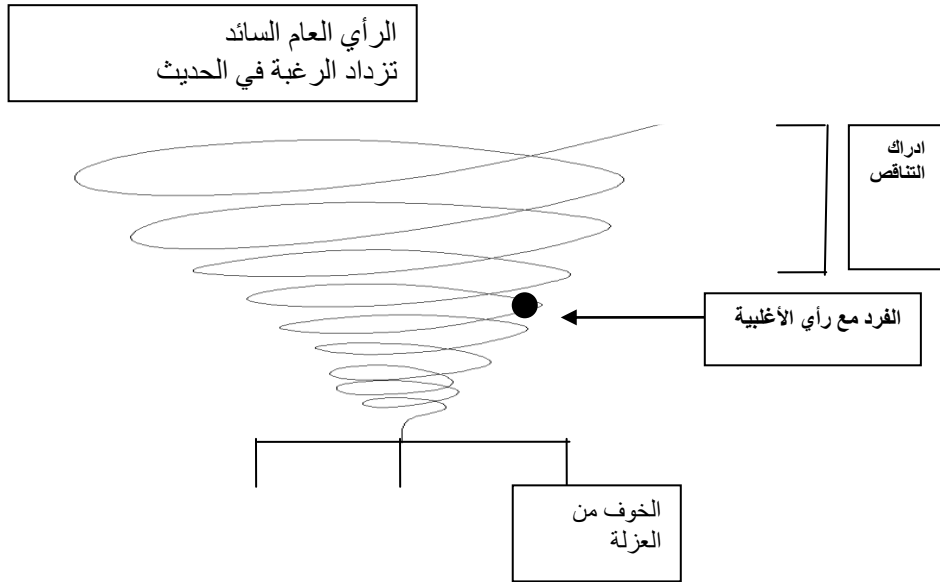 الرأي العام السائد
تزداد الرغبة في الحديث
ادراك
التناقص
الفرد مع رأي الأغلبية
الخوف من
العزلة